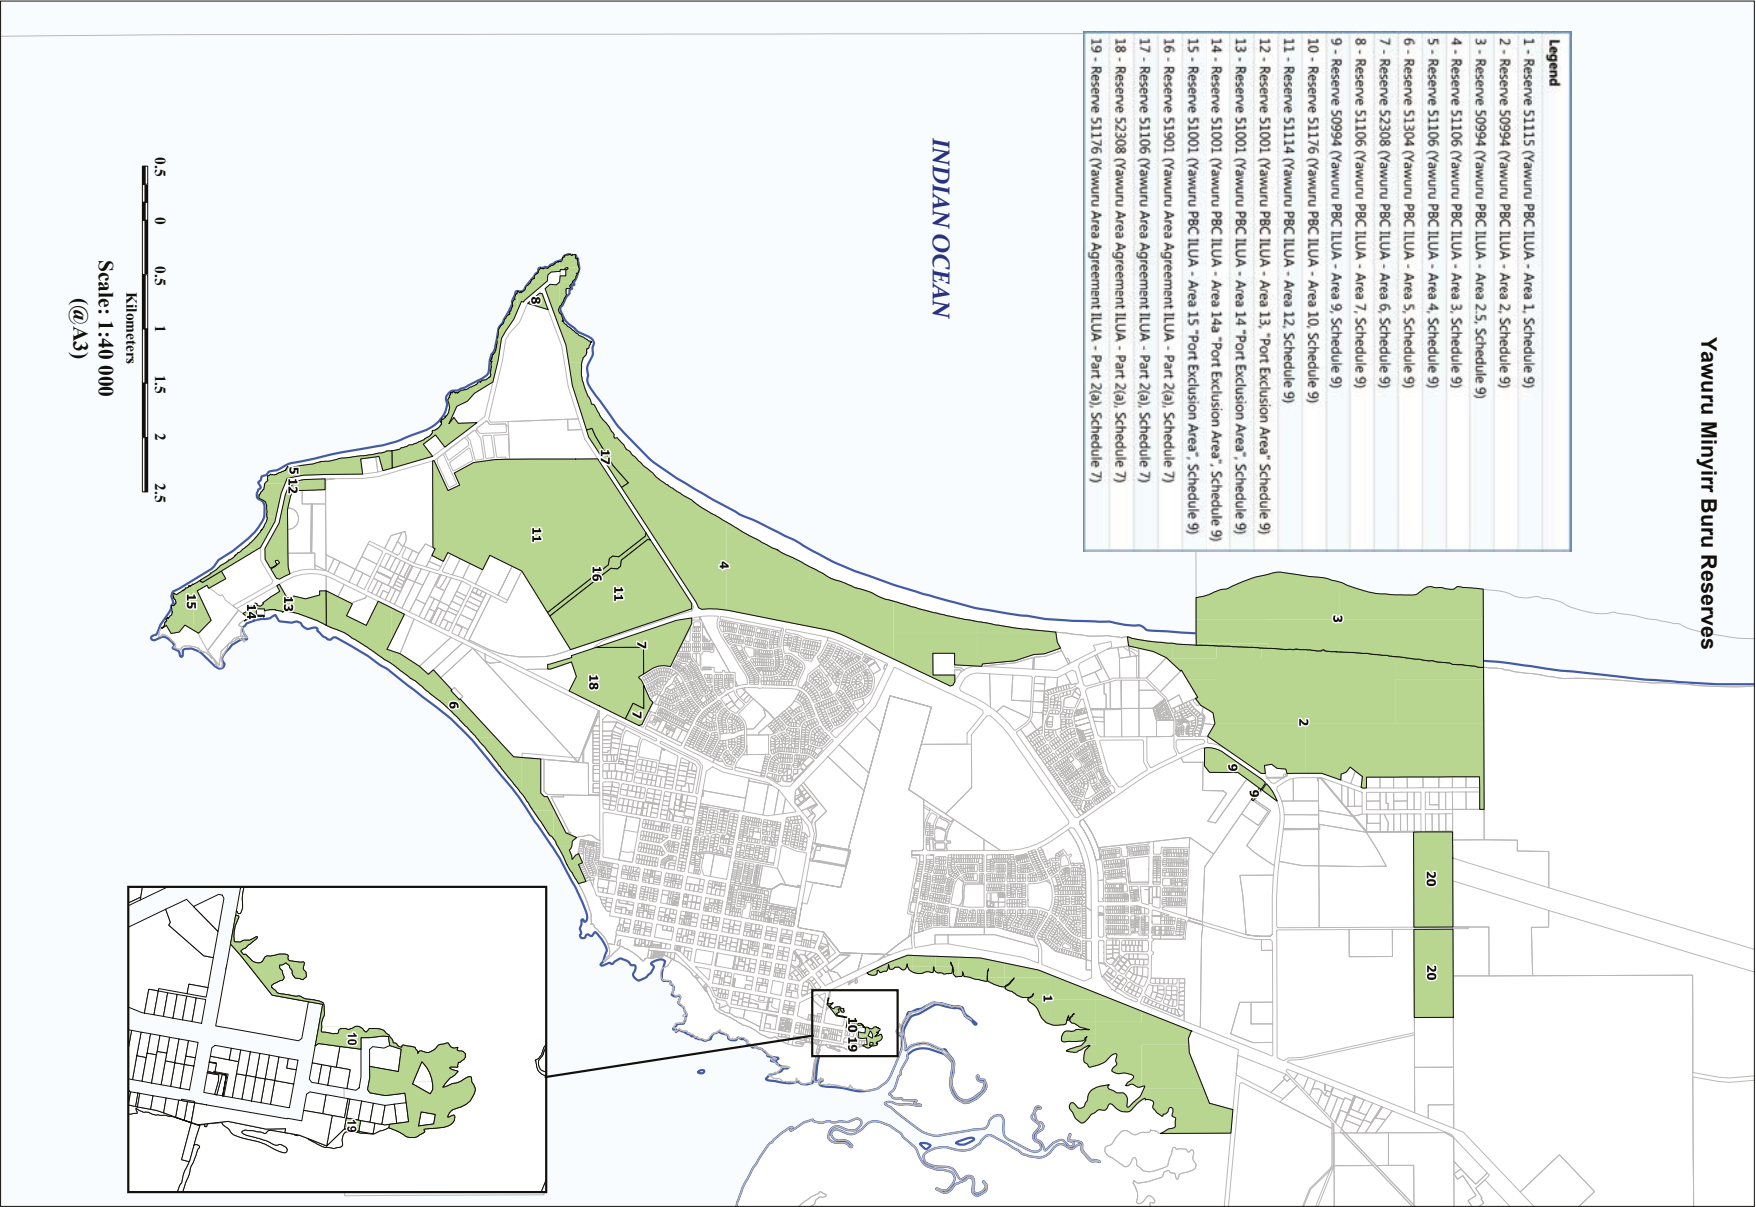 Yawuru Minyirr Buru Reserves
Legend
1 - Reserve 51115 (Yawuru PBC ILUA - Area 1, Schedule 9)
2 - Reserve 50994 (Yawuru PBC ILUA - Area 2, Schedule 9)
3 - Reserve 50994 (Yawuru PBC ILUA - Area 2.5, Schedule 9)
4 - Reserve 51106 (Yawuru PBC ILUA - Area 3, Schedule 9)
5 - Reserve 51106 (Yawuru PBC ILUA - Area 4, Schedule 9)
6 - Reserve 51304 (Yawuru PBC ILUA - Area 5, Schedule 9)
7 - Reserve 52308 (Yawuru PBC ILUA - Area 6, Schedule 9)
8 - Reserve 51106 (Yawuru PBC ILUA - Area 7, Schedule 9)
9 - Reserve 50994 (Yawuru PBC ILUA - Area 9, Schedule 9)
10 - Reserve 51176 (Yawuru PBC ILUA - Area 10, Schedule 9)
11 - Reserve 51114 (Yawuru PBC ILUA - Area 12, Schedule 9)
12 - Reserve 51001 (Yawuru PBC ILUA - Area 13, "Port Exclusion Area" Schedule 9)
13 - Reserve 51001 (Yawuru PBC ILUA - Area 14 "Port Exclusion Area", Schedule 9)
14 - Reserve 51001 (Yawuru PBC ILUA - Area 14a "Port Exclusion Area", Schedule 9)
15 - Reserve 51001 (Yawuru PBC ILUA - Area 15 "Port Exclusion Area", Schedule 9)
16 - Reserve 51901 (Yawuru Area Agreement ILUA - Part 2(a), Schedule 7)
17 - Reserve 51106 (Yawuru Area Agreement ILUA - Part 2(a), Schedule 7)
18 - Reserve 52308 (Yawuru Area Agreement ILUA - Part 2(a), Schedule 7)
19 - Reserve 51176 (Yawuru Area Agreement ILUA - Part 2(a), Schedule 7)
INDIAN OCEAN
3
2
9
9
20
20
1
4
17
11
16
11
7
18
7
8
6
5
12
13
14
15
10
19
10
19
0.5 0 0.5 1 1.5 2 2.5
Kilometers
Scale: 1:40 000
(@A3)